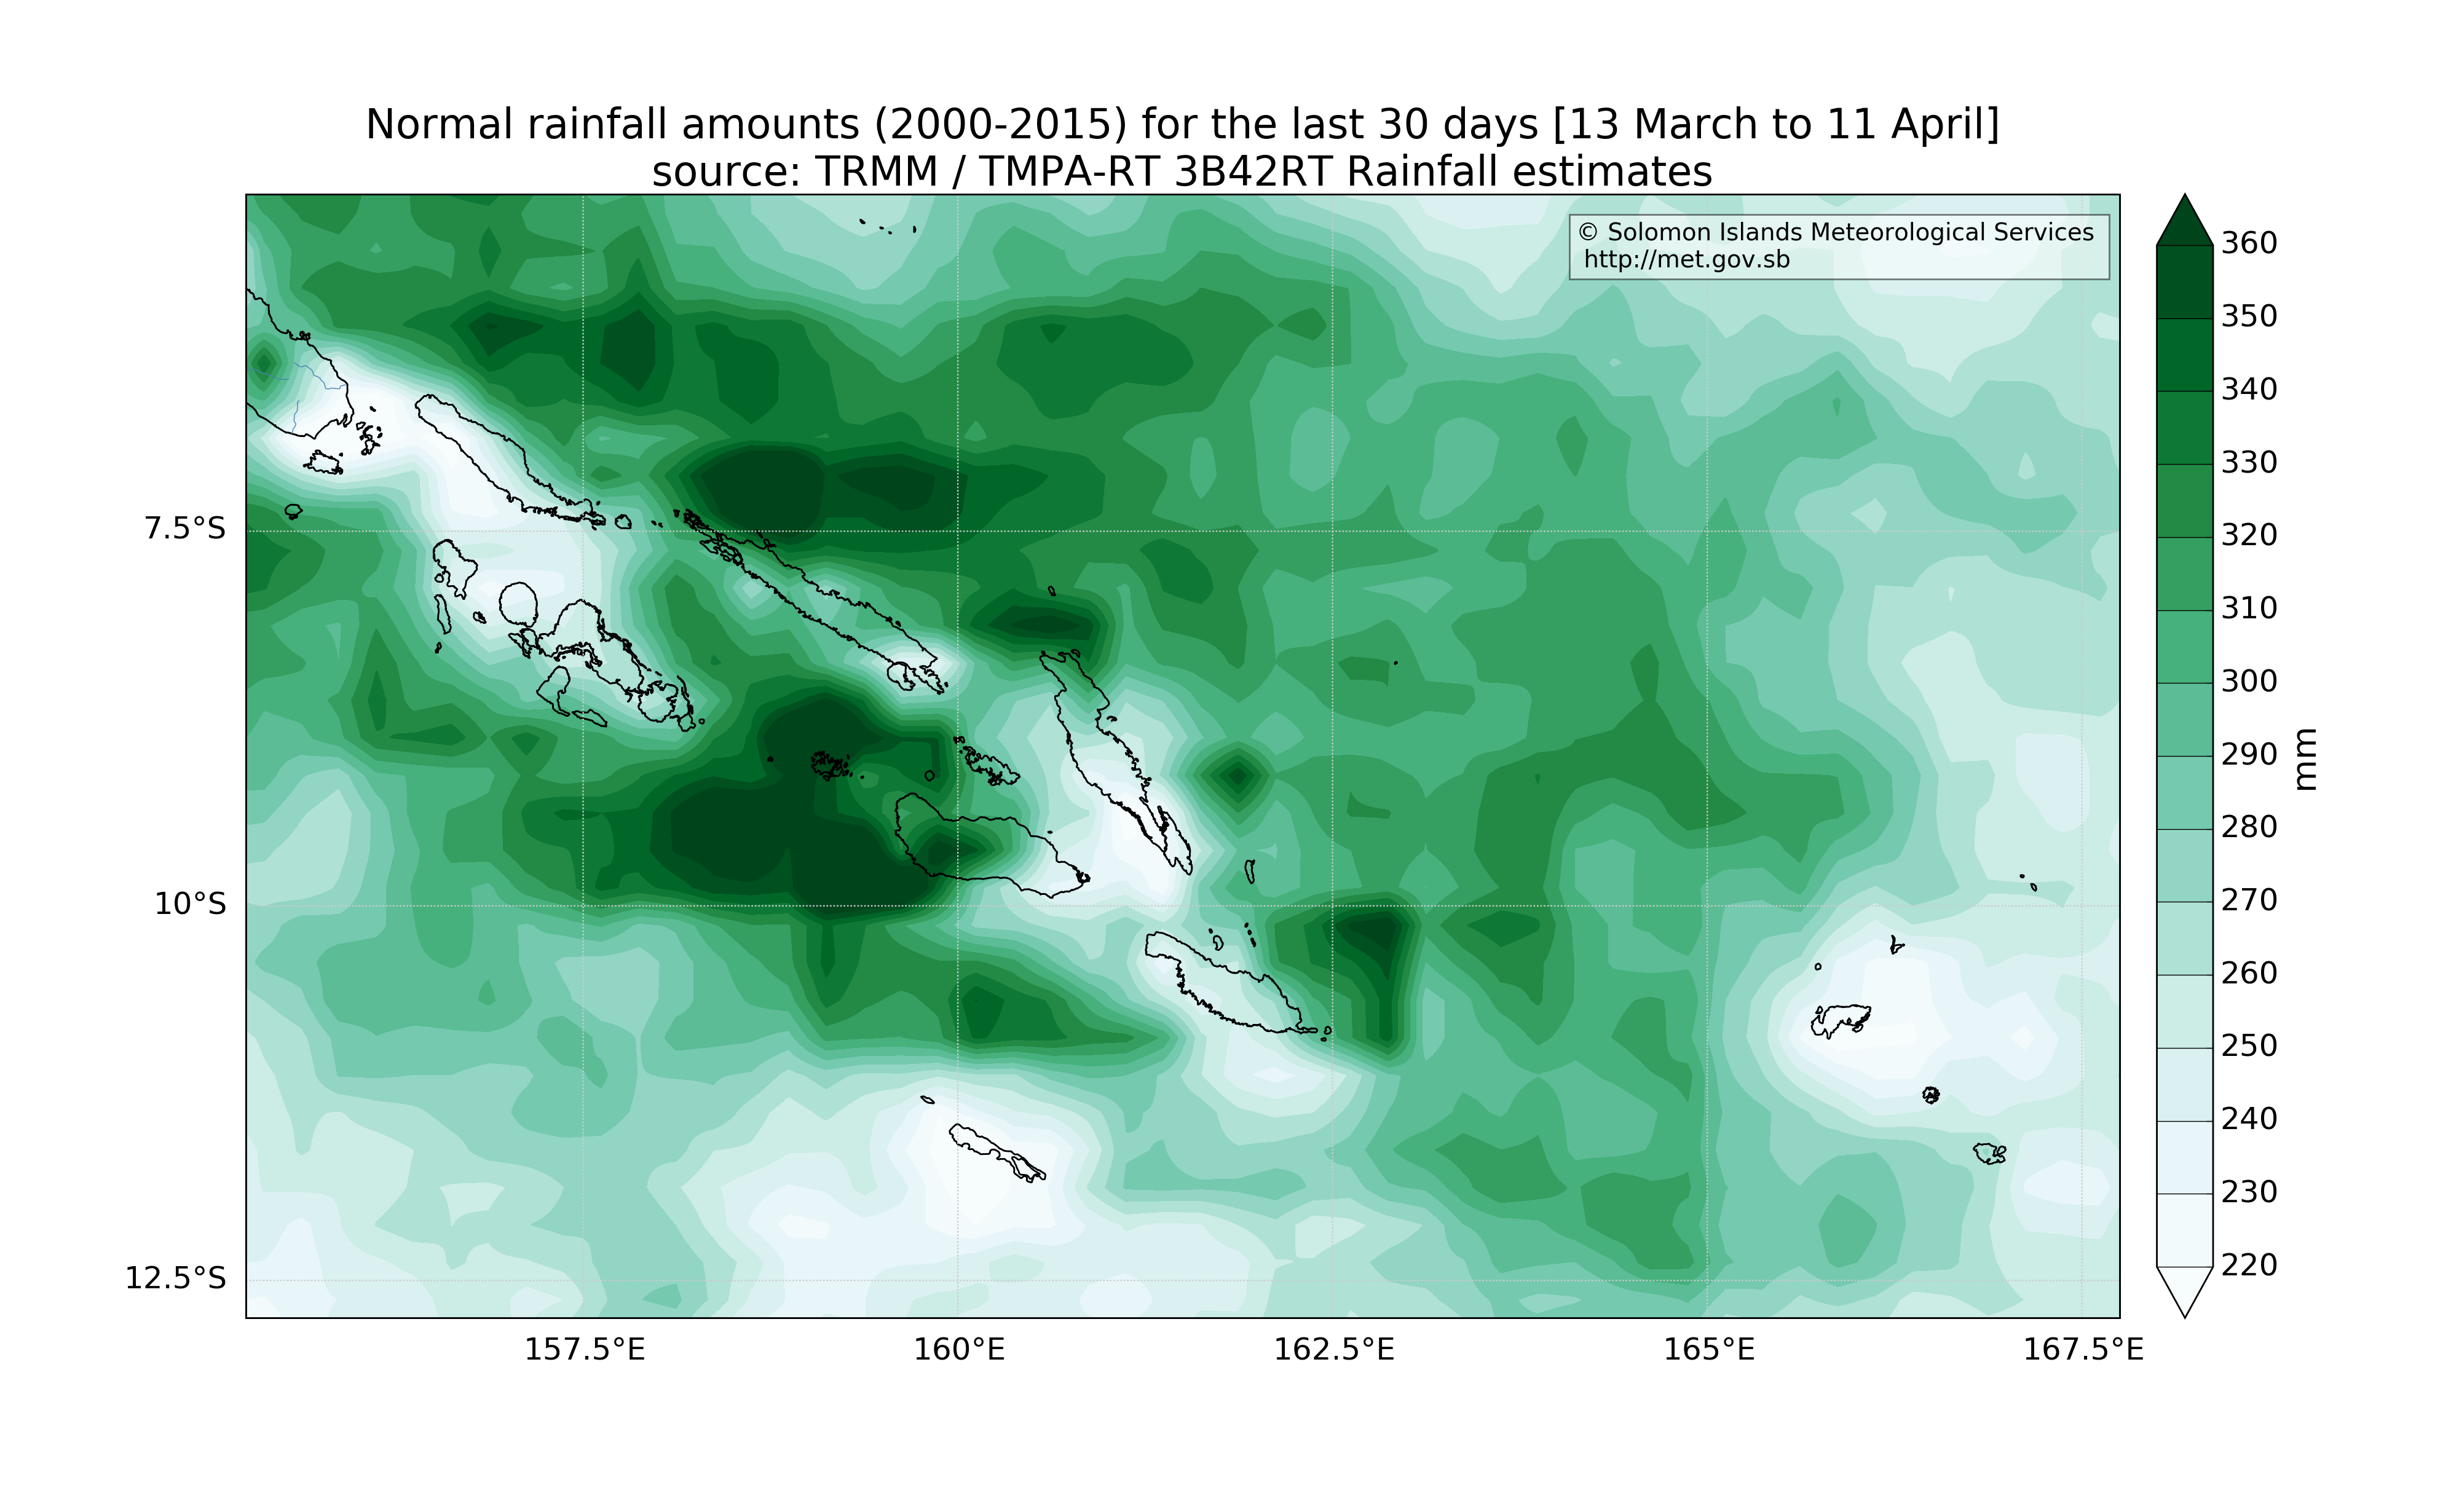 Normal rainfall amounts (2000-2015) for the last 30 days [13 March to 11 April]
source: TRMM / TMPA-RT 3B42RT Rainfall estimates
© Solomon Islands Meteorological Services
http://met.gov.sb
7.5°S
10°S
12.5°S
157.5°E
160°E
162.5°E
165°E
167.5°E
360
350
340
330
320
310
300
290
280
270
260
250
240
230
220
mm